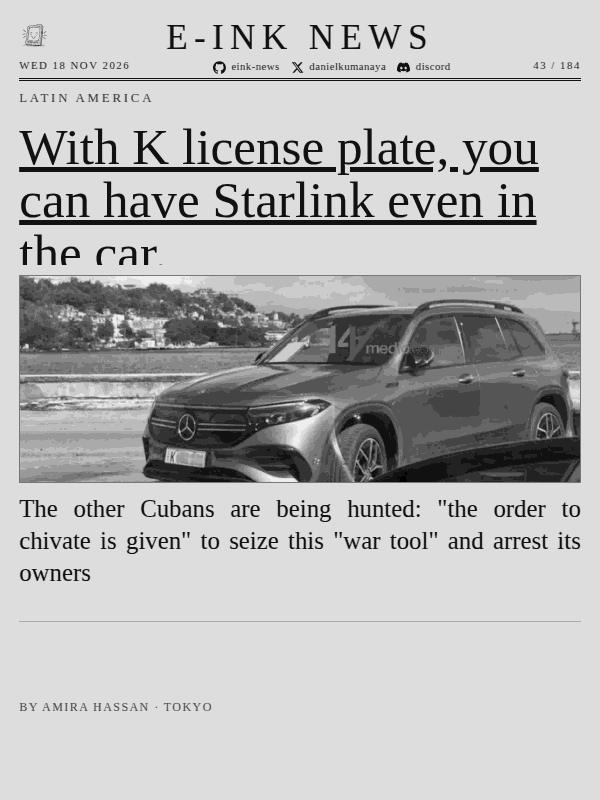 E-INK NEWS
WED 18 NOV 2026
eink-news danielkumanaya discord
43 / 184
LATIN AMERICA
With K license plate, you
can have Starlink even in
the car.
14
medio
K
The other Cubans are being hunted: "the order to
chivate is given" to seize this "war tool" and arrest its
owners
BY AMIRA HASSAN · TOKYO